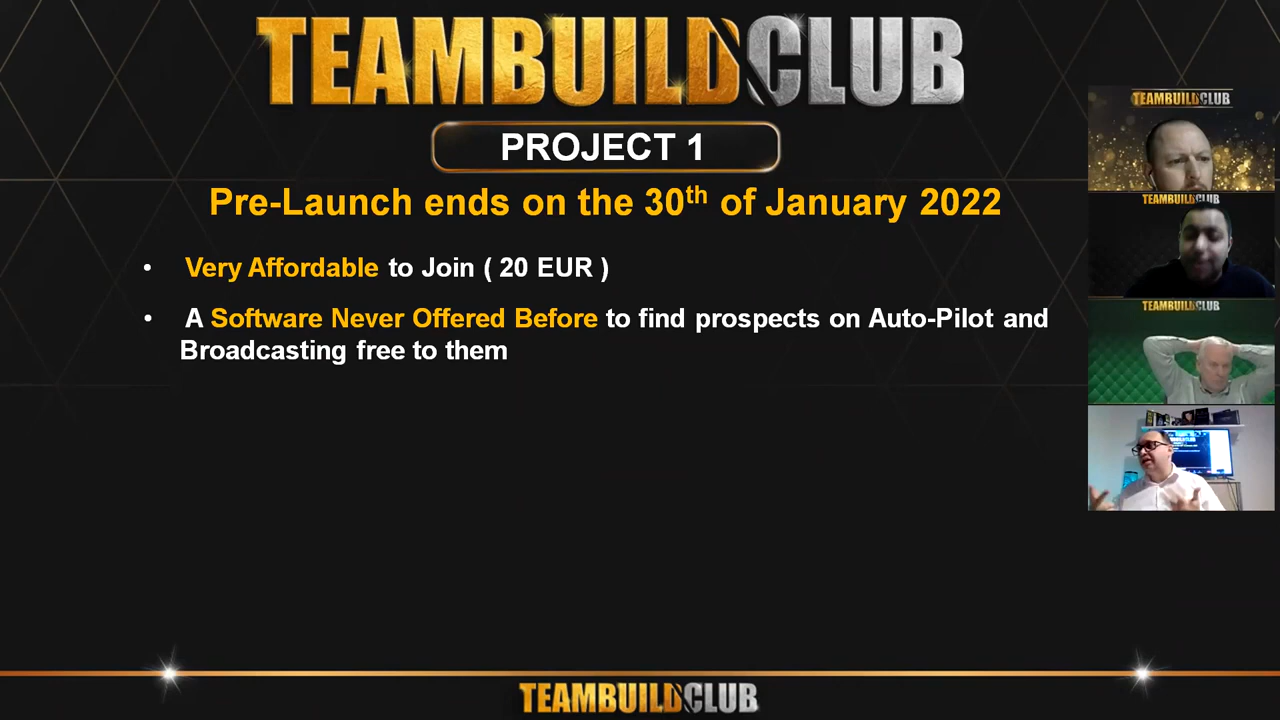 TEAMBUILDCLUB
PROJECT 1
Pre-Launch ends on the 30th of January 2022
• Very Affordable to Join ( 20 EUR )
• A Software Never Offered Before to find prospects on Auto-Pilot and
Broadcasting free to them
TEAMBUILDCLUB
TEAMBUILDCLUB
TEAMBUILDCLUB
TEAMBUILDCLUB